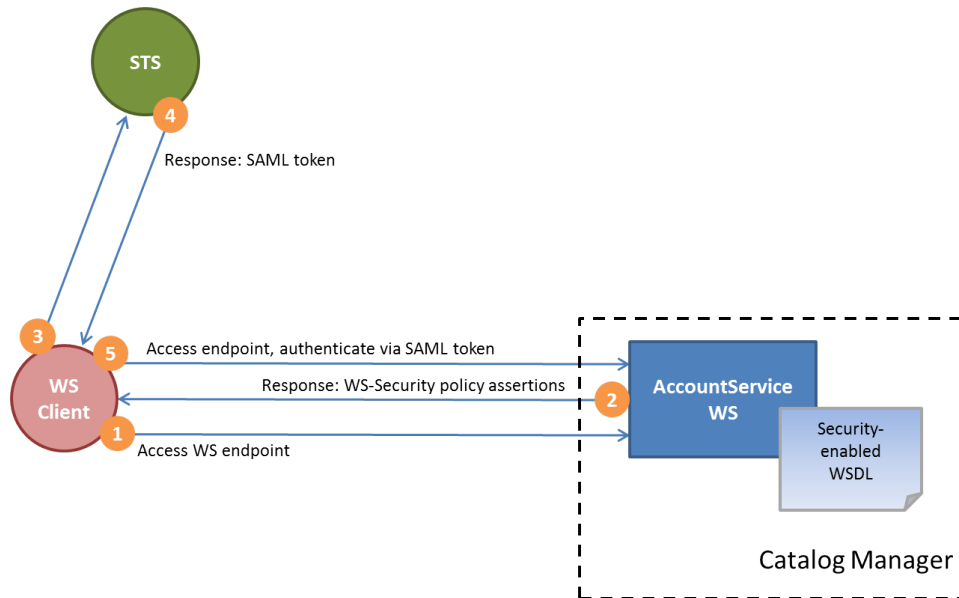 STS
4
Response: SAML token
3
5
Access endpoint, authenticate via SAML token
WS
Client
Response: WS-Security policy assertions
2
AccountService
WS
1
Access WS endpoint
Security-
enabled
WSDL
Catalog Manager